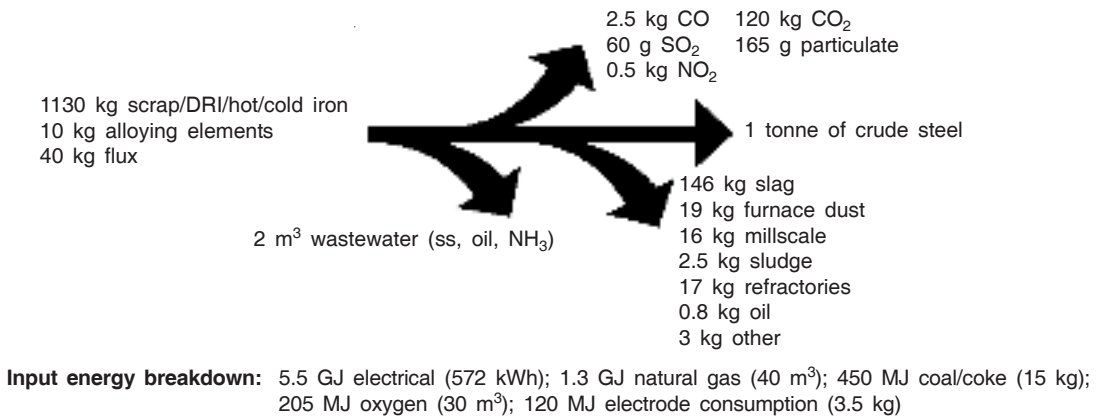 2.5 kg CO 120 kg CO₂
60 g SO₂ 165 g particulate
0.5 kg NO₂
1130 kg scrap/DRI/hot/cold iron
10 kg alloying elements
40 kg flux
1 tonne of crude steel
146 kg slag
19 kg furnace dust
16 kg millscale
2.5 kg sludge
17 kg refractories
0.8 kg oil
3 kg other
2 m³ wastewater (ss, oil, NH₃)
Input energy breakdown: 5.5 GJ electrical (572 kWh); 1.3 GJ natural gas (40 m³); 450 MJ coal/coke (15 kg);
205 MJ oxygen (30 m³); 120 MJ electrode consumption (3.5 kg)